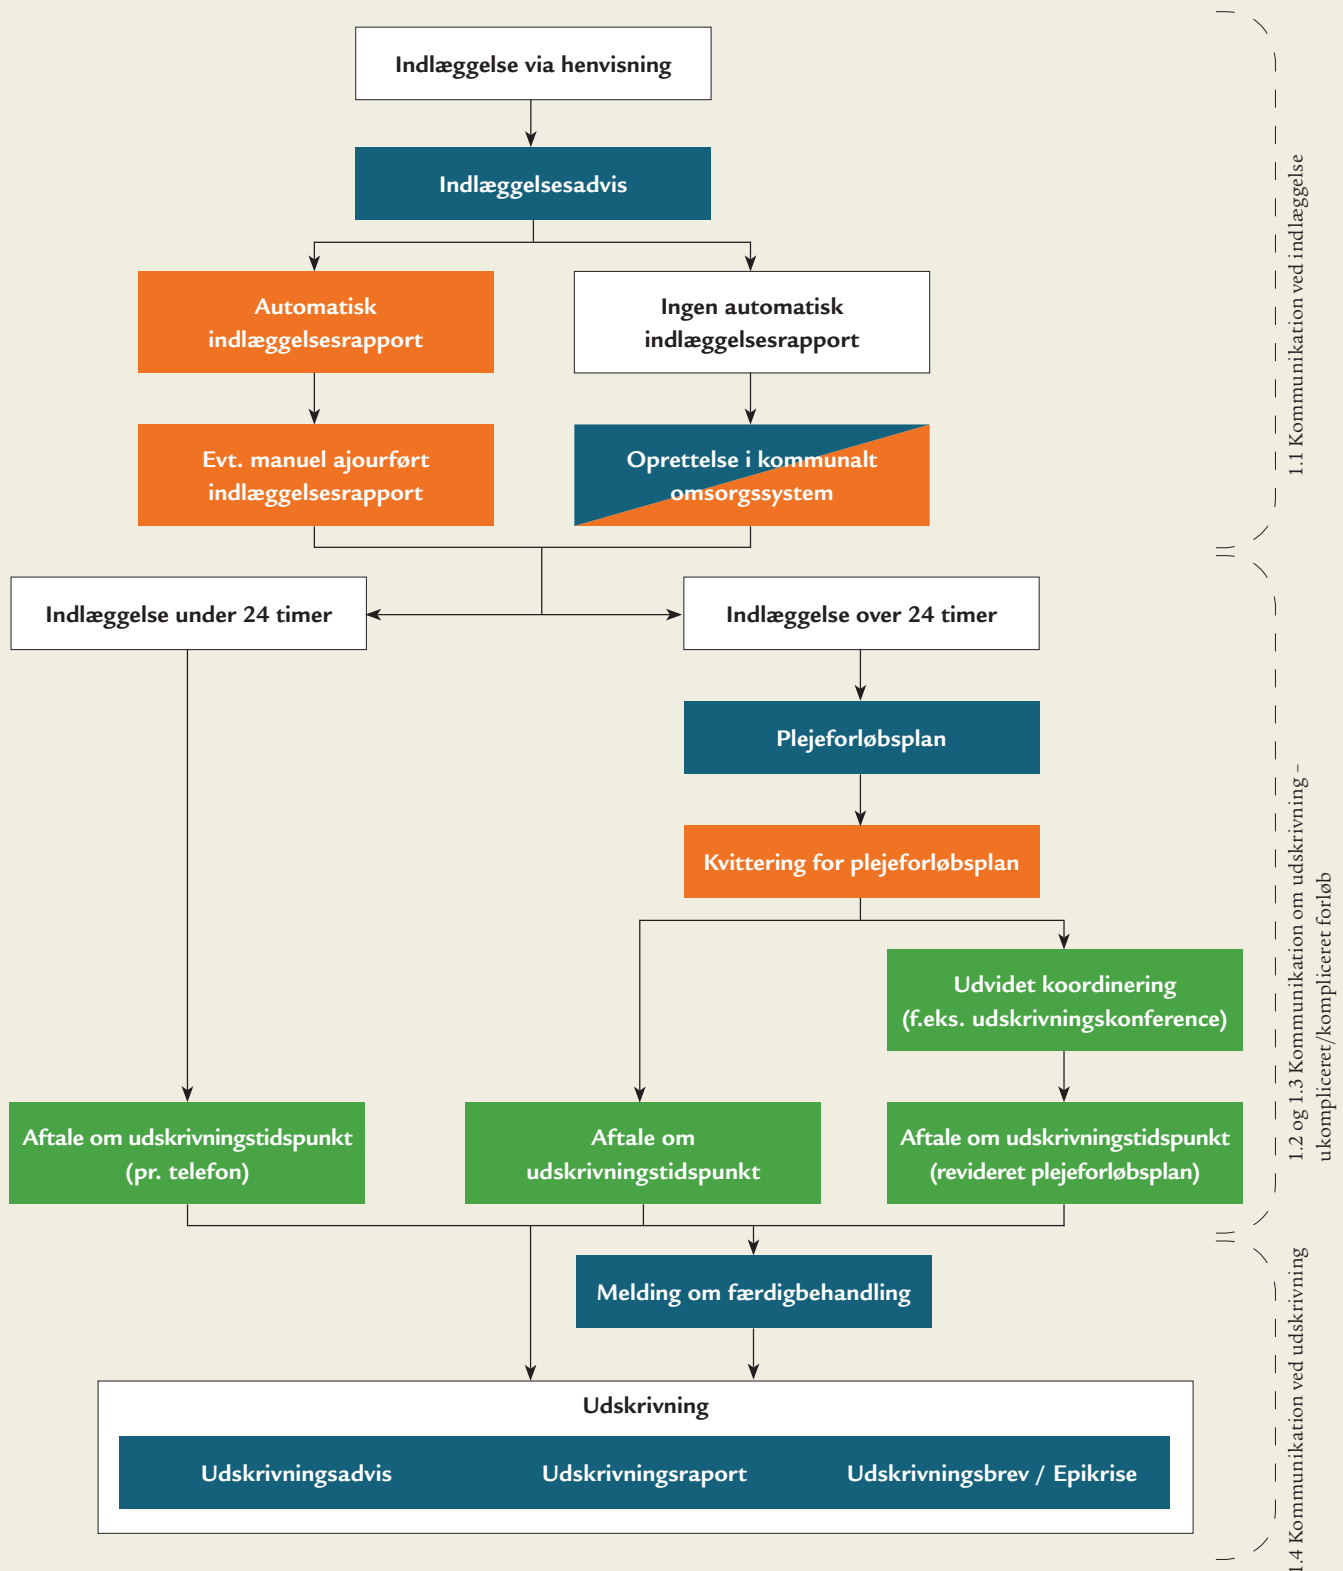 Indlæggelse via henvisning
Indlæggelsesadvis
Automatisk
indlæggelsesrapport
Ingen automatisk
indlæggelsesrapport
Evt. manuel ajourført
indlæggelsesrapport
Oprettelse i kommunalt
omsorgssystem
1.1 Kommunikation ved indlæggelse
Indlæggelse under 24 timer
Indlæggelse over 24 timer
Plejeforløbsplan
Kvittering for plejeforløbsplan
Udvidet koordinering
(f.eks. udskrivningskonference)
Aftale om udskrivningstidspunkt
(pr. telefon)
Aftale om
udskrivningstidspunkt
Aftale om udskrivningstidspunkt
(revideret plejeforløbsplan)
1.2 og 1.3 Kommunikation om udskrivning –
ukompliceret/kompliceret forløb
Melding om færdigbehandling
Udskrivning
Udskrivningsadvis
Udskrivningsraport
Udskrivningsbrev / Epikrise
1.4 Kommunikation ved udskrivning